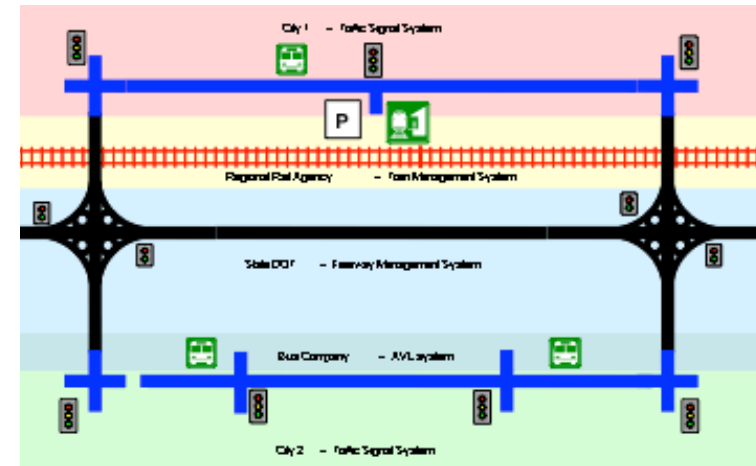 City 1 - Traffic Signal System
P
Regional Rail Agency - Train Management System
State DOT - Freeway Management System
Bus Company - AVL system
City 2 - Traffic Signal System